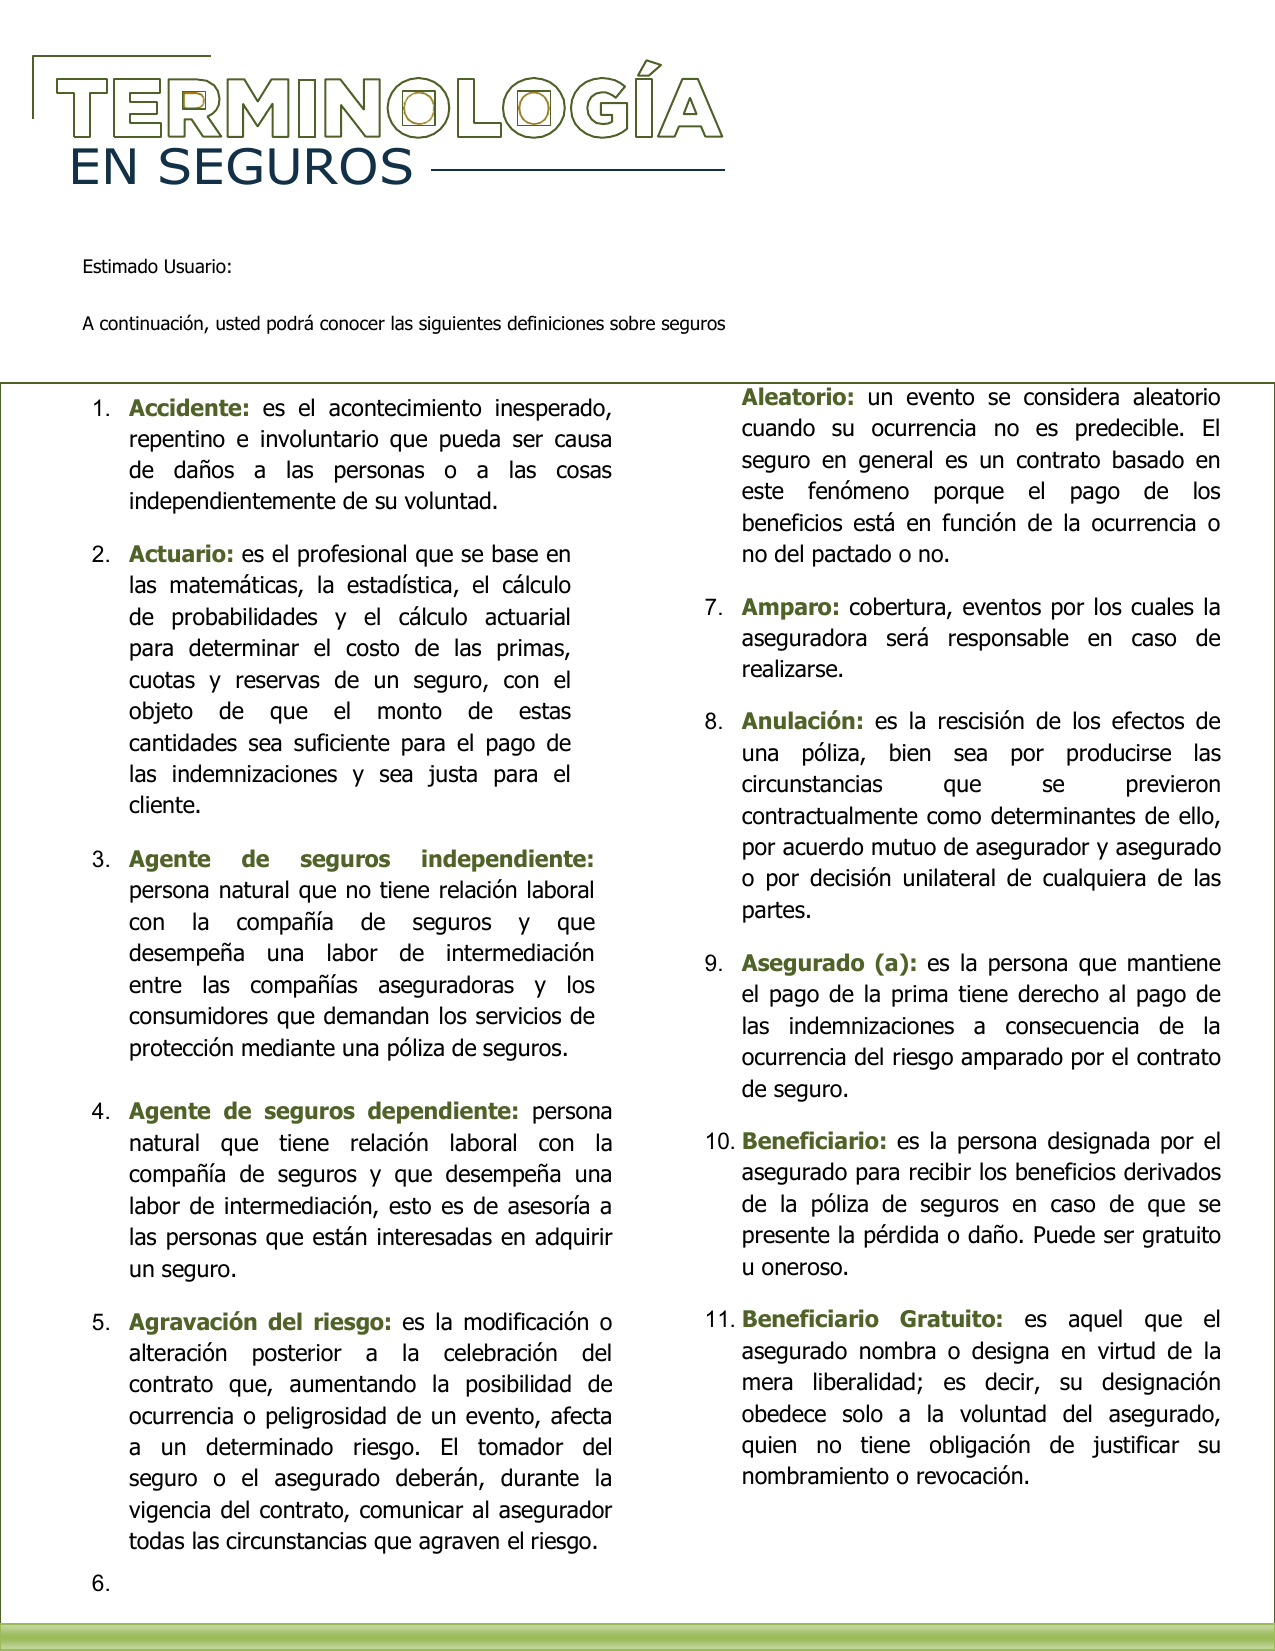 TERMINOLOGÍA
EN SEGUROS
Estimado Usuario:
A continuación, usted podrá conocer las siguientes definiciones sobre seguros
1. Accidente: es el acontecimiento inesperado,
repentino e involuntario que pueda ser causa
de daños a las personas o a las cosas
independientemente de su voluntad.
2. Actuario: es el profesional que se base en
las matemáticas, la estadística, el cálculo
de probabilidades y el cálculo actuarial
para determinar el costo de las primas,
cuotas y reservas de un seguro, con el
objeto de que el monto de estas
cantidades sea suficiente para el pago de
las indemnizaciones y sea justa para el
cliente.
3. Agente de seguros independiente:
persona natural que no tiene relación laboral
con la compañía de seguros y que
desempeña una labor de intermediación
entre las compañías aseguradoras y los
consumidores que demandan los servicios de
protección mediante una póliza de seguros.
4. Agente de seguros dependiente: persona
natural que tiene relación laboral con la
compañía de seguros y que desempeña una
labor de intermediación, esto es de asesoría a
las personas que están interesadas en adquirir
un seguro.
5. Agravación del riesgo: es la modificación o
alteración posterior a la celebración del
contrato que, aumentando la posibilidad de
ocurrencia o peligrosidad de un evento, afecta
a un determinado riesgo. El tomador del
seguro o el asegurado deberán, durante la
vigencia del contrato, comunicar al asegurador
todas las circunstancias que agraven el riesgo.
6.
Aleatorio: un evento se considera aleatorio
cuando su ocurrencia no es predecible. El
seguro en general es un contrato basado en
este fenómeno porque el pago de los
beneficios está en función de la ocurrencia o
no del pactado o no.
7. Amparo: cobertura, eventos por los cuales la
aseguradora será responsable en caso de
realizarse.
8. Anulación: es la rescisión de los efectos de
una póliza, bien sea por producirse las
circunstancias que se previeron
contractualmente como determinantes de ello,
por acuerdo mutuo de asegurador y asegurado
o por decisión unilateral de cualquiera de las
partes.
9. Asegurado (a): es la persona que mantiene
el pago de la prima tiene derecho al pago de
las indemnizaciones a consecuencia de la
ocurrencia del riesgo amparado por el contrato
de seguro.
10. Beneficiario: es la persona designada por el
asegurado para recibir los beneficios derivados
de la póliza de seguros en caso de que se
presente la pérdida o daño. Puede ser gratuito
u oneroso.
11. Beneficiario Gratuito: es aquel que el
asegurado nombra o designa en virtud de la
mera liberalidad; es decir, su designación
obedece solo a la voluntad del asegurado,
quien no tiene obligación de justificar su
nombramiento o revocación.